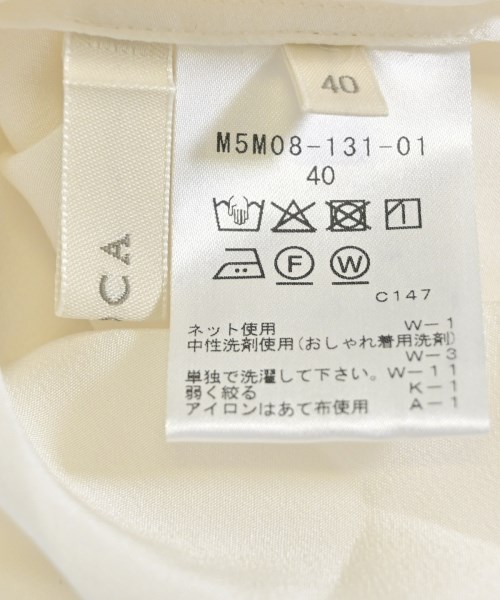 40
M5M08-131-01
40
F W
C147
ネット使用 W-1
中性洗剤使用(おしゃれ着用洗剤)
W-3
単独で洗濯して下さい。W-11
弱く絞る K-1
アイロンはあて布使用 A-1
CA